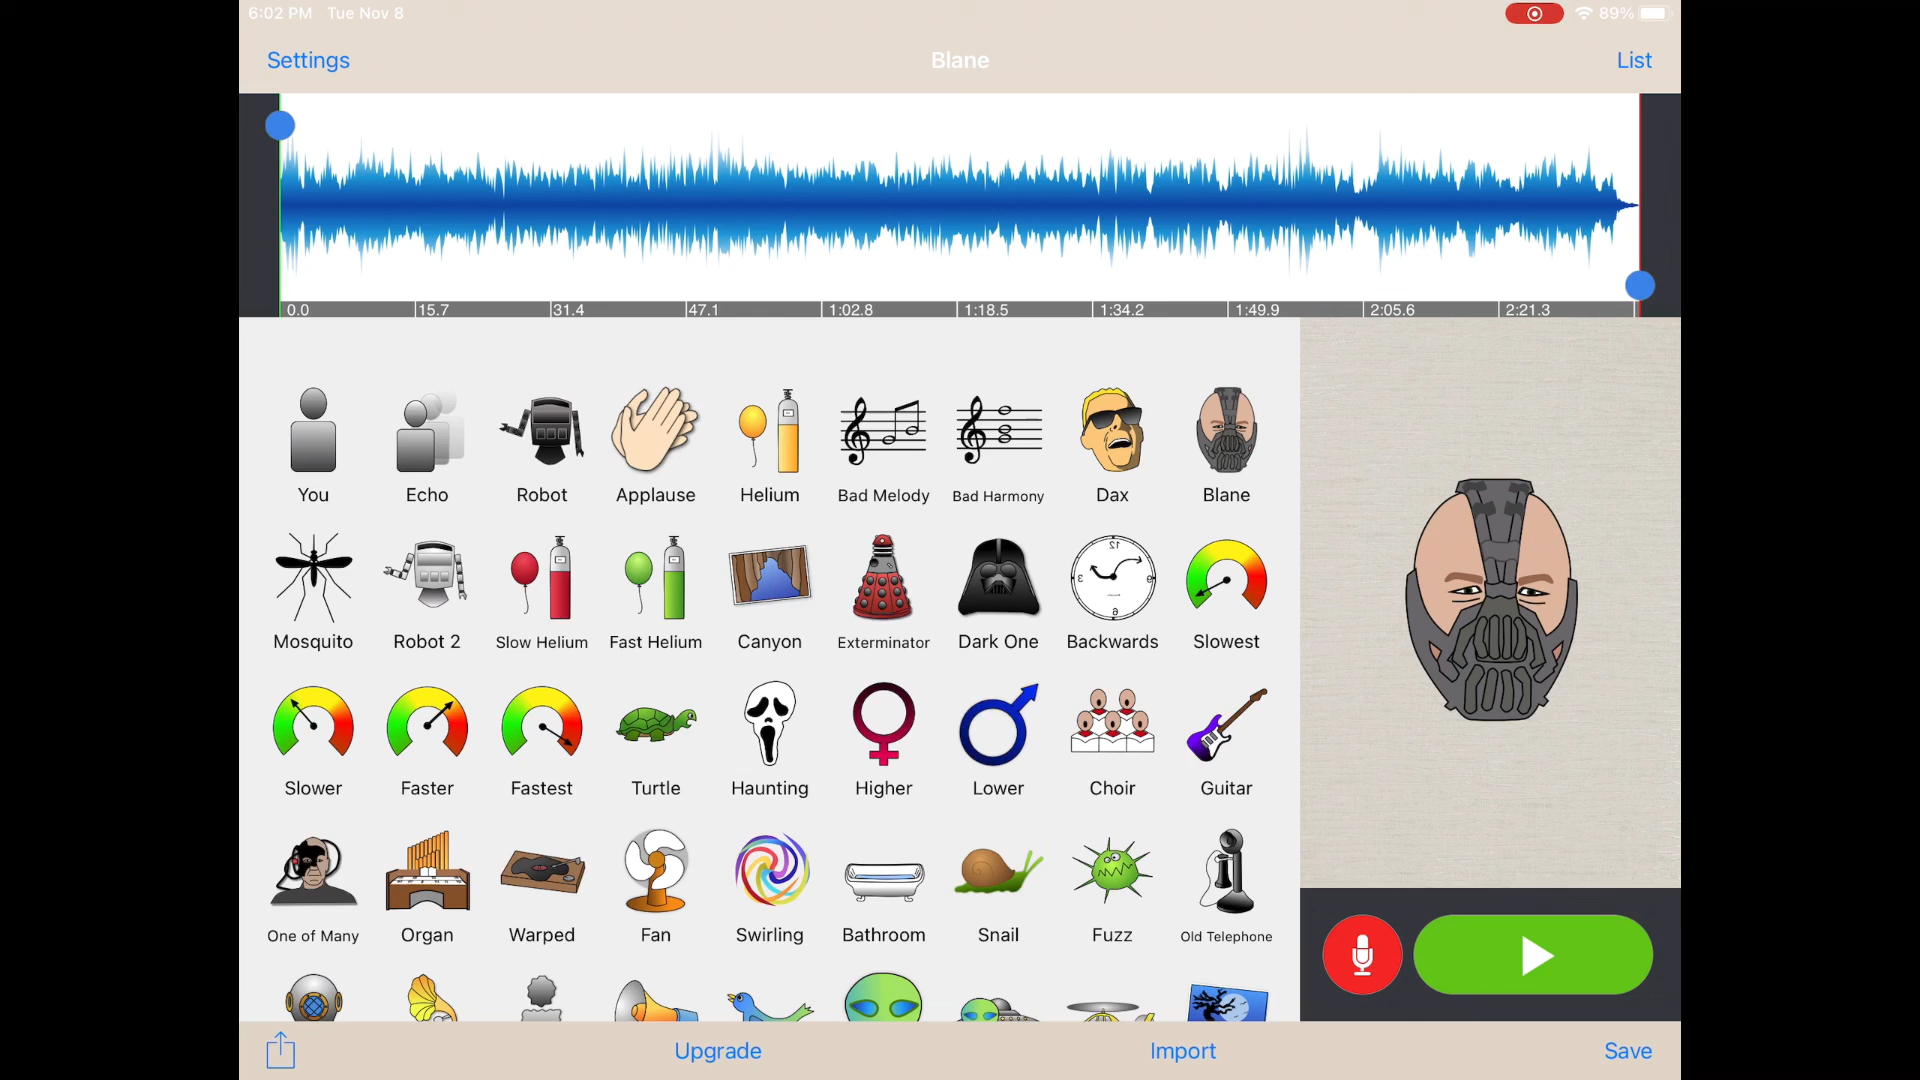 6:02 PM Tue Nov 8 89%
Settings Blane List
0.0 15.7 31.4 47.1 1:02.8 1:18.5 1:34.2 1:49.9 2:05.6 2:21.3
You Echo Robot Applause Helium Bad Melody Bad Harmony Dax Blane
Mosquito Robot 2 Slow Helium Fast Helium Canyon Exterminator Dark One Backwards Slowest
Slower Faster Fastest Turtle Haunting Higher Lower Choir Guitar
One of Many Organ Warped Fan Swirling Bathroom Snail Fuzz Old Telephone
Upgrade Import Save